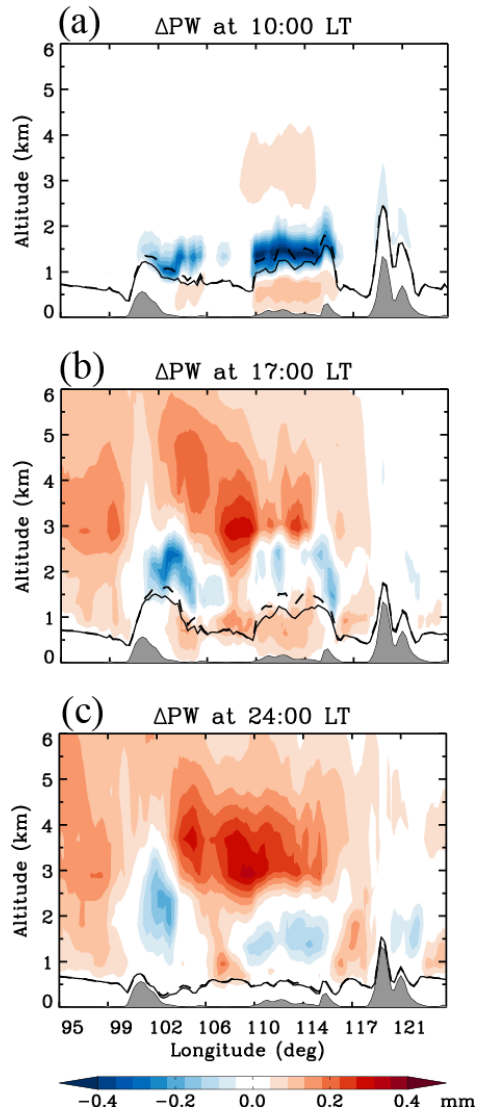 (a)
ΔPW at 10:00 LT
6
5
4
3
2
1
0
Altitude (km)
(b)
ΔPW at 17:00 LT
6
5
4
3
2
1
0
Altitude (km)
(c)
ΔPW at 24:00 LT
6
5
4
3
2
1
0
Altitude (km)
95 99 102 106 110 114 117 121
Longitude (deg)
−0.4 −0.2 0.0 0.2 0.4 mm